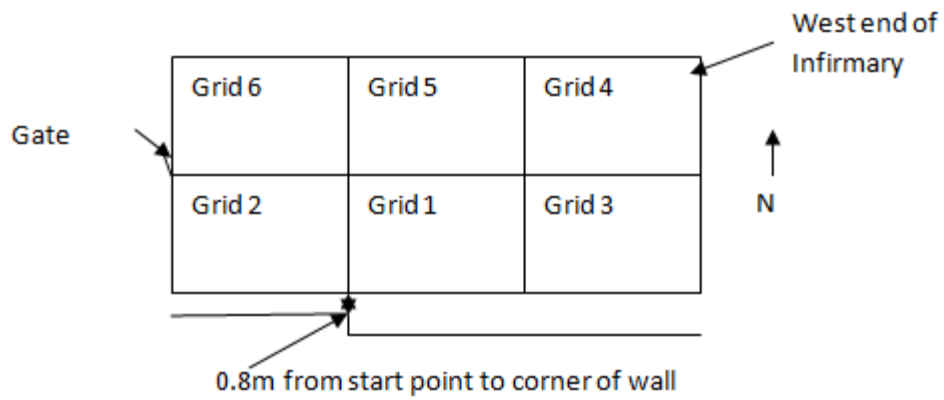 West end of
Infirmary
Grid 6 Grid 5 Grid 4
Gate
Grid 2 Grid 1 Grid 3
N
0.8m from start point to corner of wall